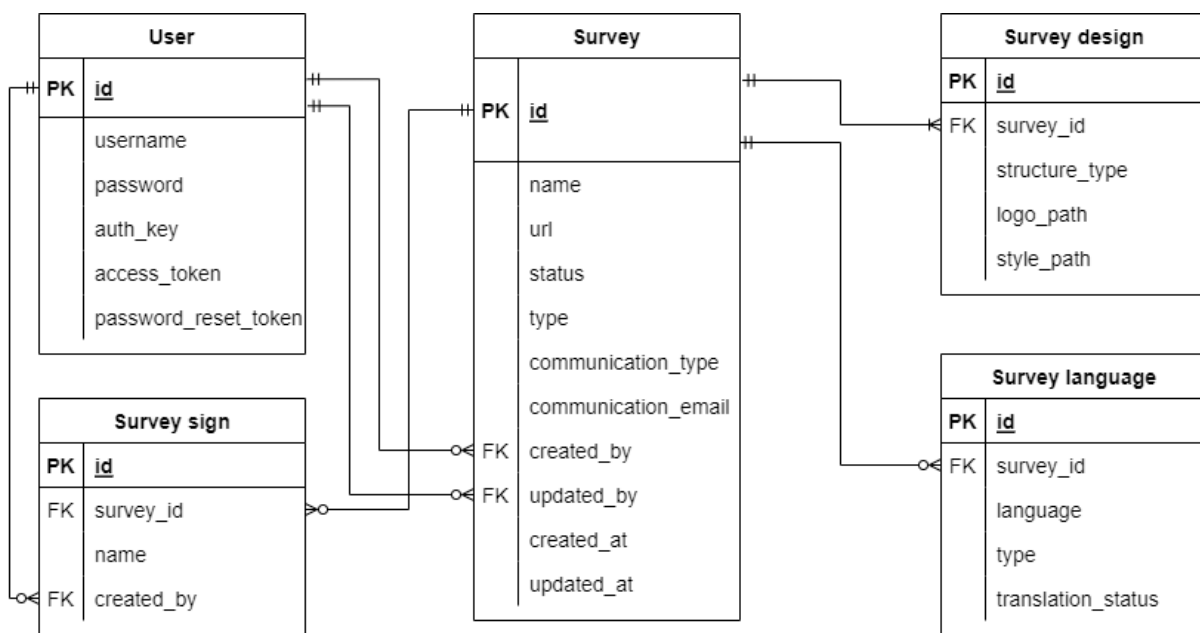 User
PK id
username
password
auth_key
access_token
password_reset_token
Survey sign
PK id
FK survey_id
name
FK created_by
Survey
PK id
name
url
status
type
communication_type
communication_email
FK created_by
FK updated_by
created_at
updated_at
Survey design
PK id
FK survey_id
structure_type
logo_path
style_path
Survey language
PK id
FK survey_id
language
type
translation_status